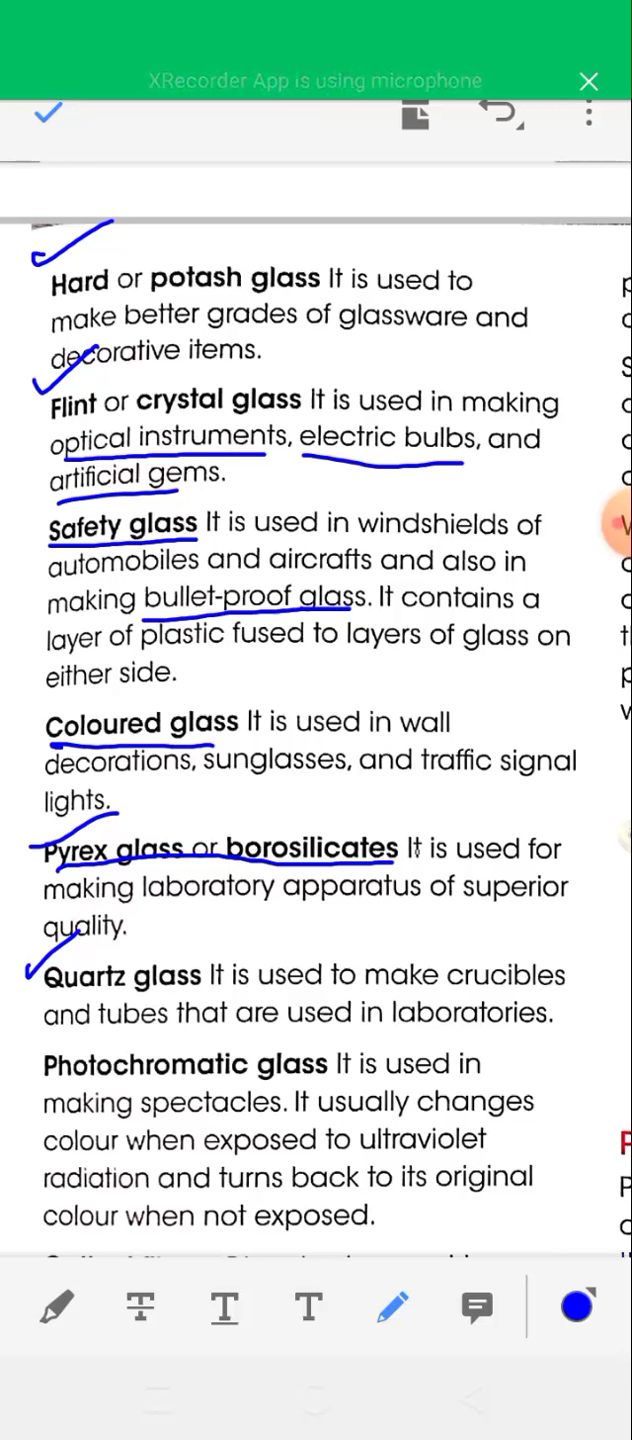 XRecorder App is using microphone
Hard or potash glass It is used to
make better grades of glassware and
decorative items.
Flint or crystal glass It is used in making
optical instruments, electric bulbs, and
artificial gems.
Safety glass It is used in windshields of
automobiles and aircrafts and also in
making bullet-proof glass. It contains a
layer of plastic fused to layers of glass on
either side.
Coloured glass It is used in wall
decorations, sunglasses, and traffic signal
lights.
Pyrex glass or borosilicates It is used for
making laboratory apparatus of superior
quality.
Quartz glass It is used to make crucibles
and tubes that are used in laboratories.
Photochromatic glass It is used in
making spectacles. It usually changes
colour when exposed to ultraviolet
radiation and turns back to its original
colour when not exposed.